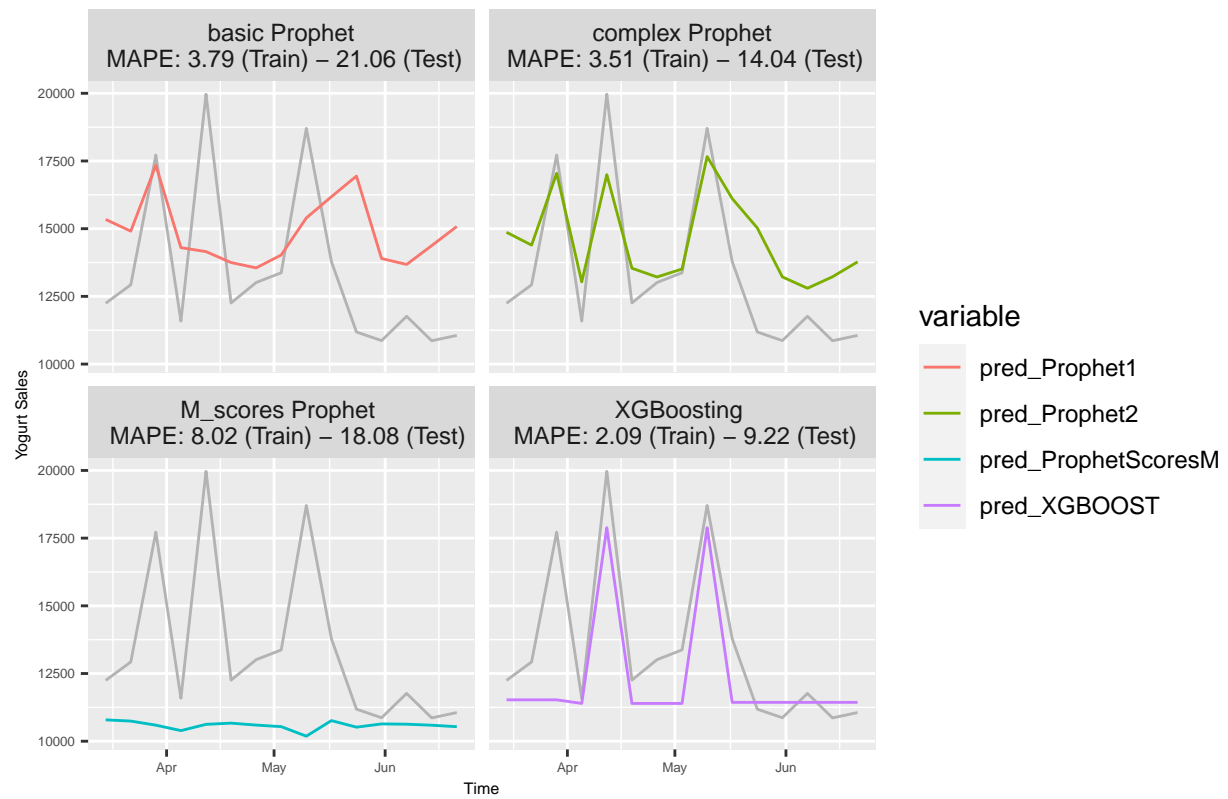 basic Prophet
MAPE: 3.79 (Train) – 21.06 (Test)
complex Prophet
MAPE: 3.51 (Train) – 14.04 (Test)
20000
17500
15000
12500
10000
M_scores Prophet
MAPE: 8.02 (Train) – 18.08 (Test)
XGBoosting
MAPE: 2.09 (Train) – 9.22 (Test)
20000
17500
15000
12500
10000
Yogurt Sales
Apr
May
Jun
Apr
May
Jun
Time
variable
pred_Prophet1
pred_Prophet2
pred_ProphetScoresM
pred_XGBOOST